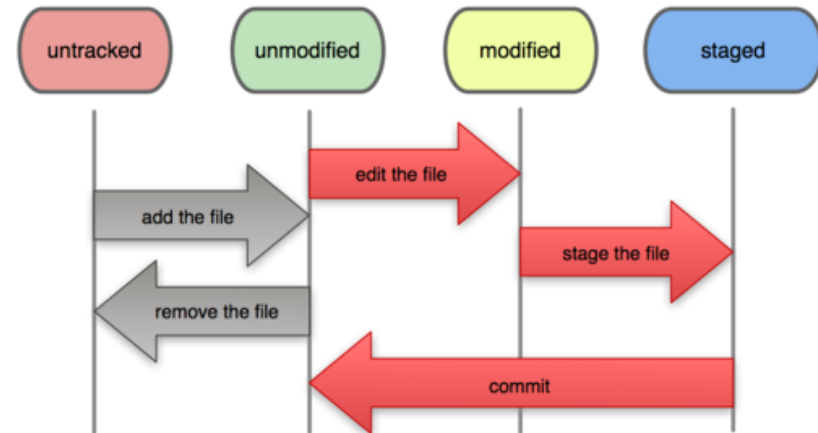 untracked
unmodified
modified
staged
edit the file
add the file
stage the file
remove the file
commit